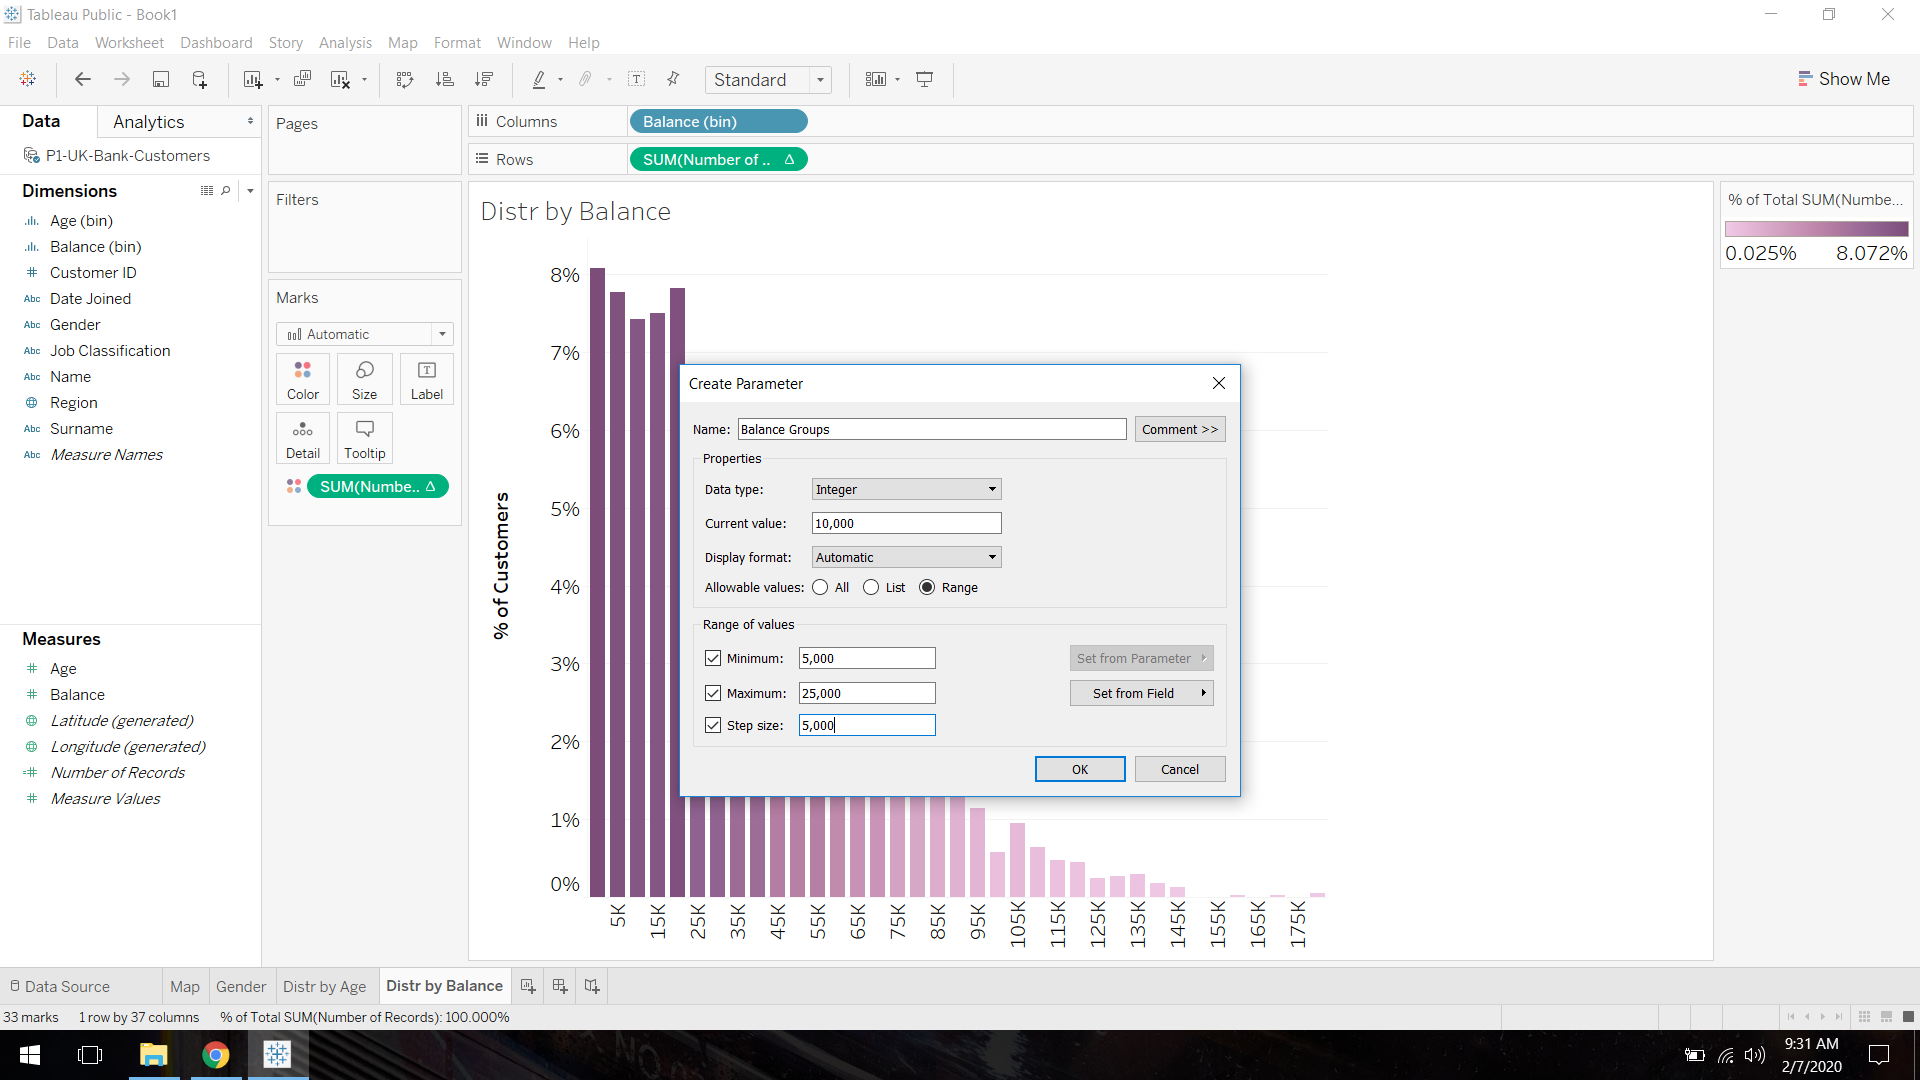 Tableau Public - Book1
File Data Worksheet Dashboard Story Analysis Map Format Window Help
Standard
Show Me
Data Analytics
P1-UK-Bank-Customers
Dimensions
Age (bin)
Balance (bin)
Customer ID
Abc Date Joined
Abc Gender
Abc Job Classification
Abc Name
Region
Abc Surname
Abc Measure Names
Measures
Age
Balance
Latitude (generated)
Longitude (generated)
Number of Records
Measure Values
Pages
Filters
Marks
Automatic
Color Size Label
Detail Tooltip
SUM(Numbe.. Δ
Columns Balance (bin)
Rows SUM(Number of .. Δ
Distr by Balance
% of Customers
8%
7%
6%
5%
4%
3%
2%
1%
0%
5K 15K 25K 35K 45K 55K 65K 75K 85K 95K 105K 115K 125K 135K 145K 155K 165K 175K
% of Total SUM(Numbe...
0.025% 8.072%
Create Parameter
Name: Balance Groups Comment >>
Properties
Data type: Integer
Current value: 10,000
Display format: Automatic
Allowable values: All List Range
Range of values
Minimum: 5,000 Set from Parameter
Maximum: 25,000 Set from Field
Step size: 5,000
OK Cancel
Data Source Map Gender Distr by Age Distr by Balance
33 marks 1 row by 37 columns % of Total SUM(Number of Records): 100.000%
9:31 AM
2/7/2020